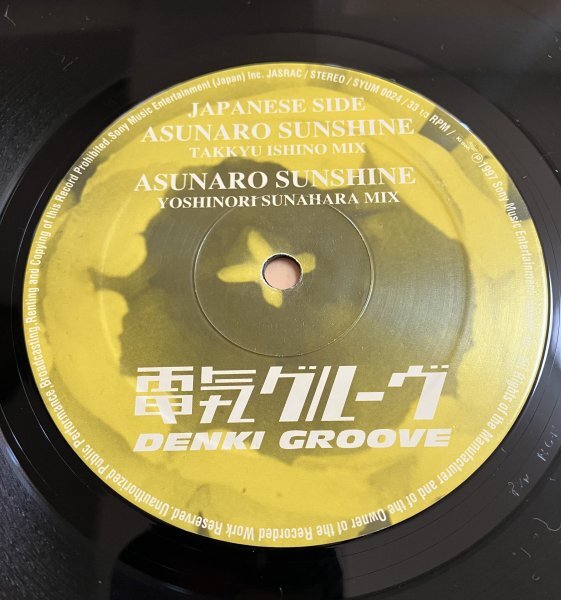 JAPANESE SIDE
ASUNARO SUNSHINE
TAKKYU ISHINO MIX
ASUNARO SUNSHINE
YOSHINORI SUNAHARA MIX
電気グルーヴ
DENKI GROOVE
Rights of the Manufacturer and of the Owner of the Recorded Work Reserved. Unauthorized Public Performance, Broadcasting, Renting and Copying of this Record Prohibited Sony Music Entertainment (Japan) Inc. JASRAC / STEREO / SYUM 0024 / 33 1/3 RPM / ℗ 1997 Sony Music Entertainment